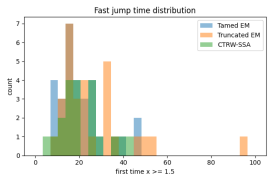 Fast jump time distribution
7
6
5
4
3
2
1
0
count
Tamed EM
Truncated EM
CTRW-SSA
0 20 40 60 80 100
first time x >= 1.5